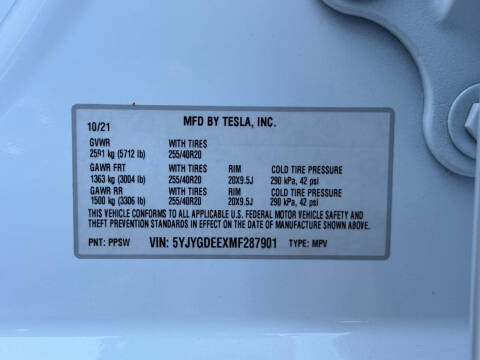 10/21 MFD BY TESLA, INC.
GVWR WITH TIRES
2591 kg (5712 lb) 255/40R20
GAWR FRT WITH TIRES RIM COLD TIRE PRESSURE
1363 kg (3004 lb) 255/40R20 20X9.5J 290 kPa, 42 psi
GAWR RR WITH TIRES RIM COLD TIRE PRESSURE
1500 kg (3306 lb) 255/40R20 20X9.5J 290 kPa, 42 psi
THIS VEHICLE CONFORMS TO ALL APPLICABLE U.S. FEDERAL MOTOR VEHICLE SAFETY AND
THEFT PREVENTION STANDARDS IN EFFECT ON THE DATE OF MANUFACTURE SHOWN ABOVE.
PNT: PPSW VIN: 5YJYGDEEXMF287901 TYPE: MPV